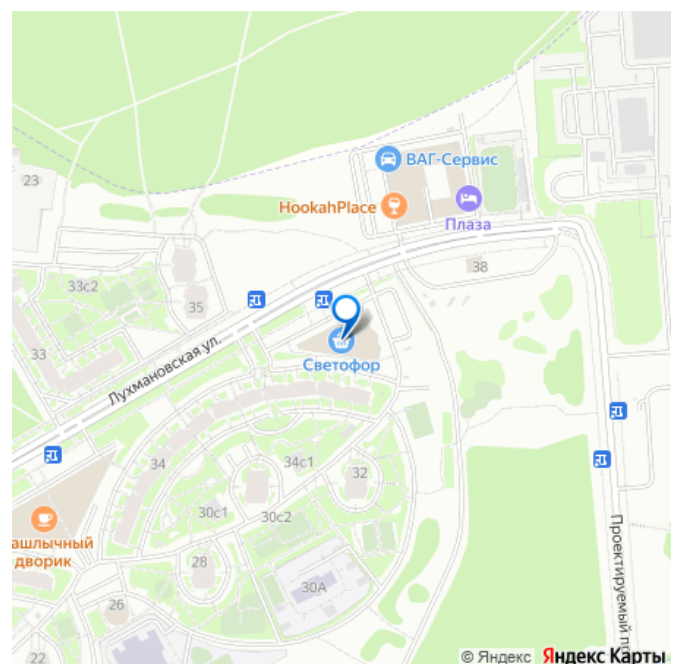 23
ВАГ-Сервис
HookahPlace
Плаза
38
33с2
35
33
Лухмановская ул.
Светофор
34
34с1
32
30с1
30с2
28
30А
26
22
ашлычный
дворик
Проектируемый пр
© Яндекс Яндекс Карты